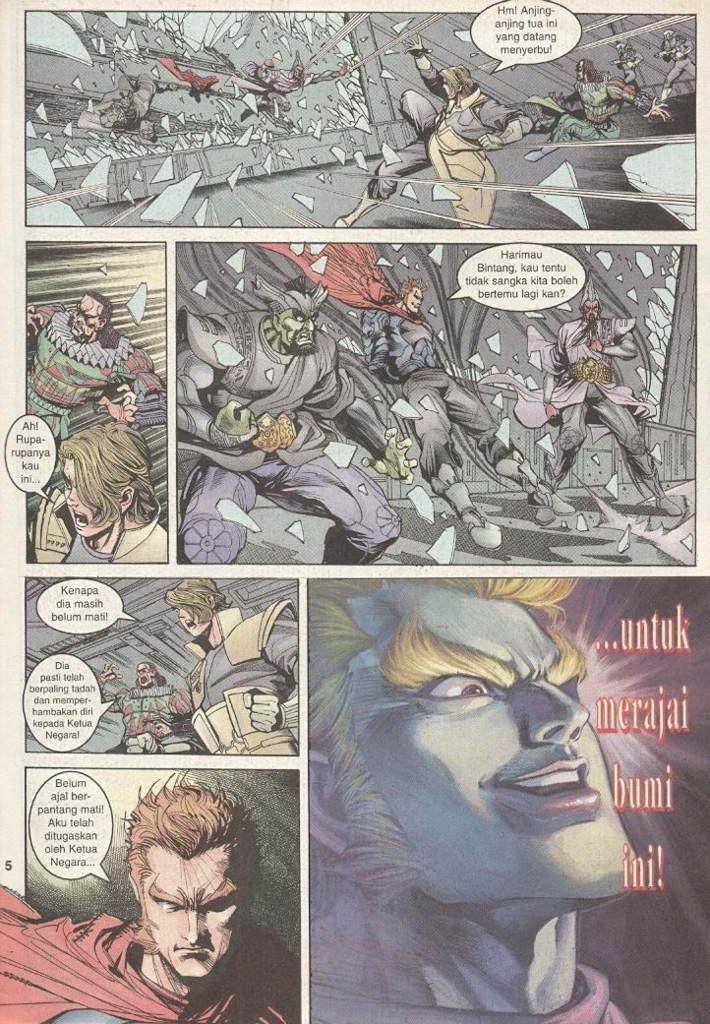 Hm! Anjing-
anjing tua ini
yang datang
menyerbu!
Ah!
Rupa-
rupanya
kau
ini...
Harimau
Bintang, kau tentu
tidak sangka kita boleh
bertemu lagi kan?
Kenapa
dia masih
belum mati!
Dia
pasti telah
berpaling tadah
dan memper-
hambakan diri
kepada Ketua
Negara!
Belum
ajal ber-
pantang mati!
Aku telah
ditugaskan
oleh Ketua
Negara...
...untuk
merajai
bumi
ini!
5